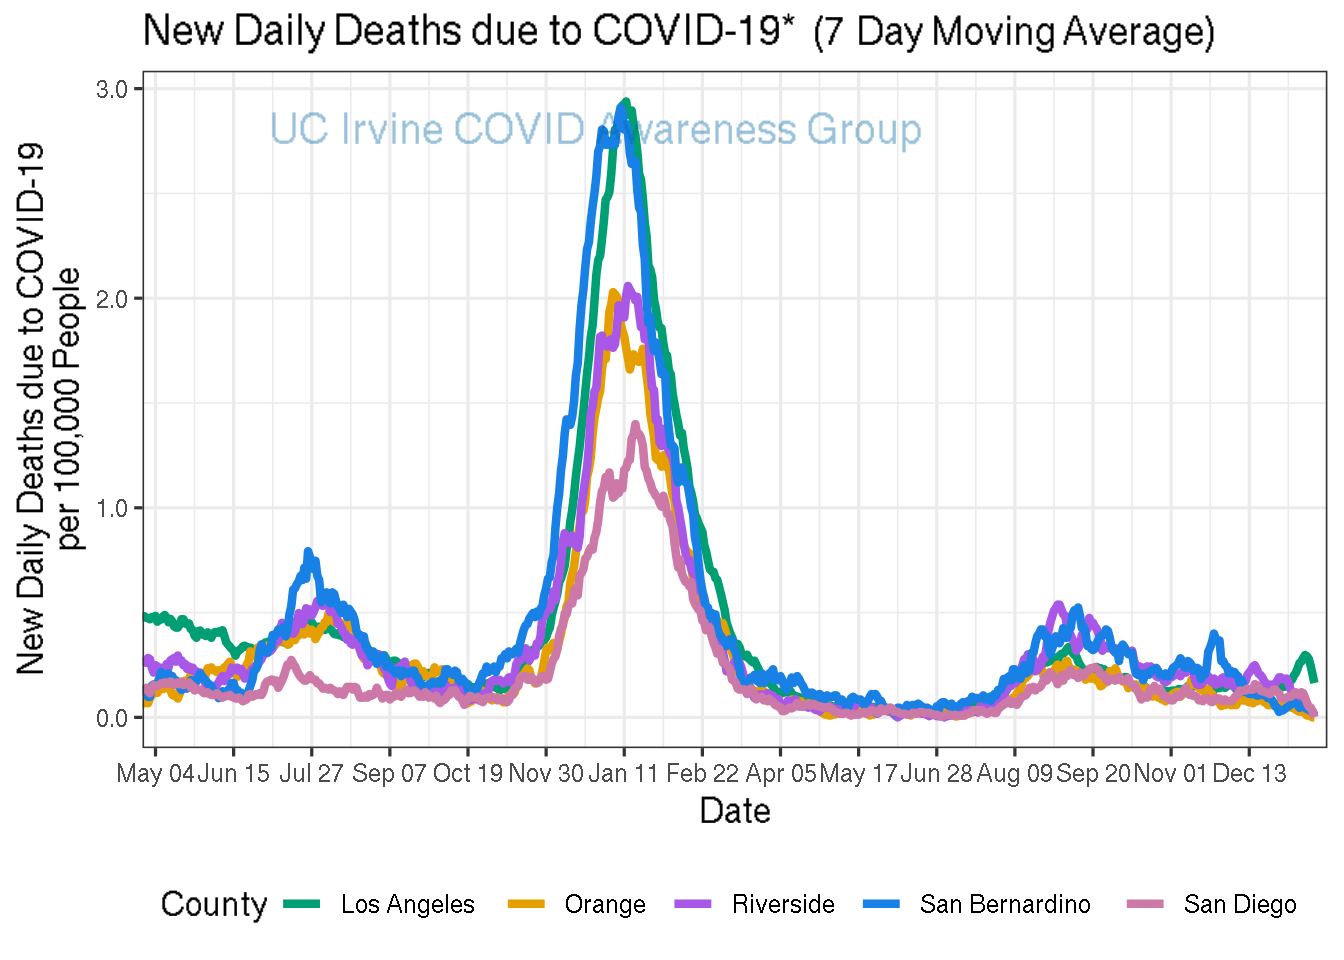 New Daily Deaths due to COVID-19* (7 Day Moving Average)
UC Irvine COVID Awareness Group
New Daily Deaths due to COVID-19
per 100,000 People
3.0
2.0
1.0
0.0
May 04 Jun 15 Jul 27 Sep 07 Oct 19 Nov 30 Jan 11 Feb 22 Apr 05 May 17 Jun 28 Aug 09 Sep 20 Nov 01 Dec 13
Date
County Los Angeles Orange Riverside San Bernardino San Diego